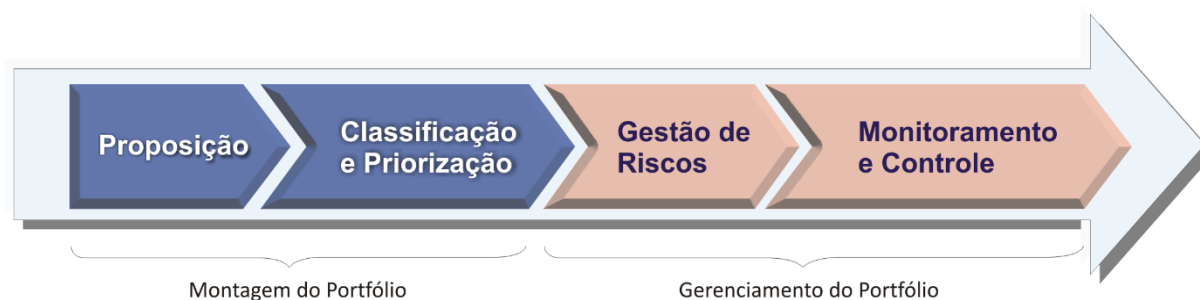 Proposição
Classificação
e Priorização
Gestão de
Riscos
Monitoramento
e Controle
Montagem do Portfólio
Gerenciamento do Portfólio